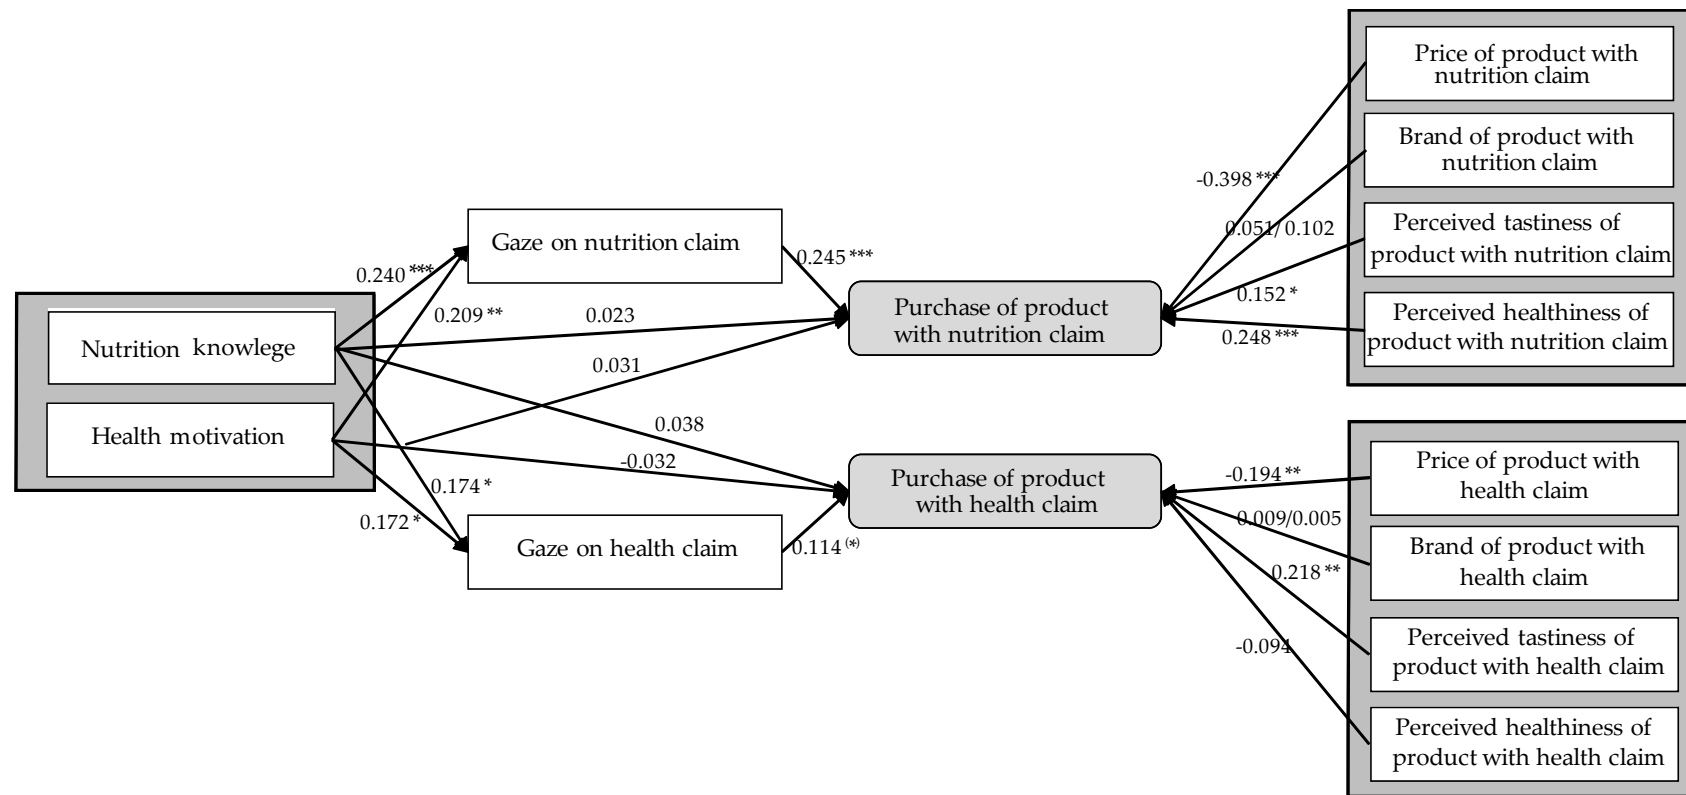 Price of product with
nutrition claim
Brand of product with
nutrition claim
-0.398 ***
Perceived tastiness of
product with nutrition claim
0.051/ 0.102
Gaze on nutrition claim
0.245 ***
0.240 ***
0.152 *
Perceived healthiness of
product with nutrition claim
Purchase of product
with nutrition claim
0.209 **
0.023
0.248 ***
Nutrition knowlege
0.031
Health motivation
0.038
-0.032
Purchase of product
with health claim
-0.194 **
Price of product with
health claim
0.174 *
0.172 *
0.009/0.005
Gaze on health claim
0.114 (*)
Brand of product with
health claim
0.218 **
Perceived tastiness of
product with health claim
-0.094
Perceived healthiness of
product with health claim